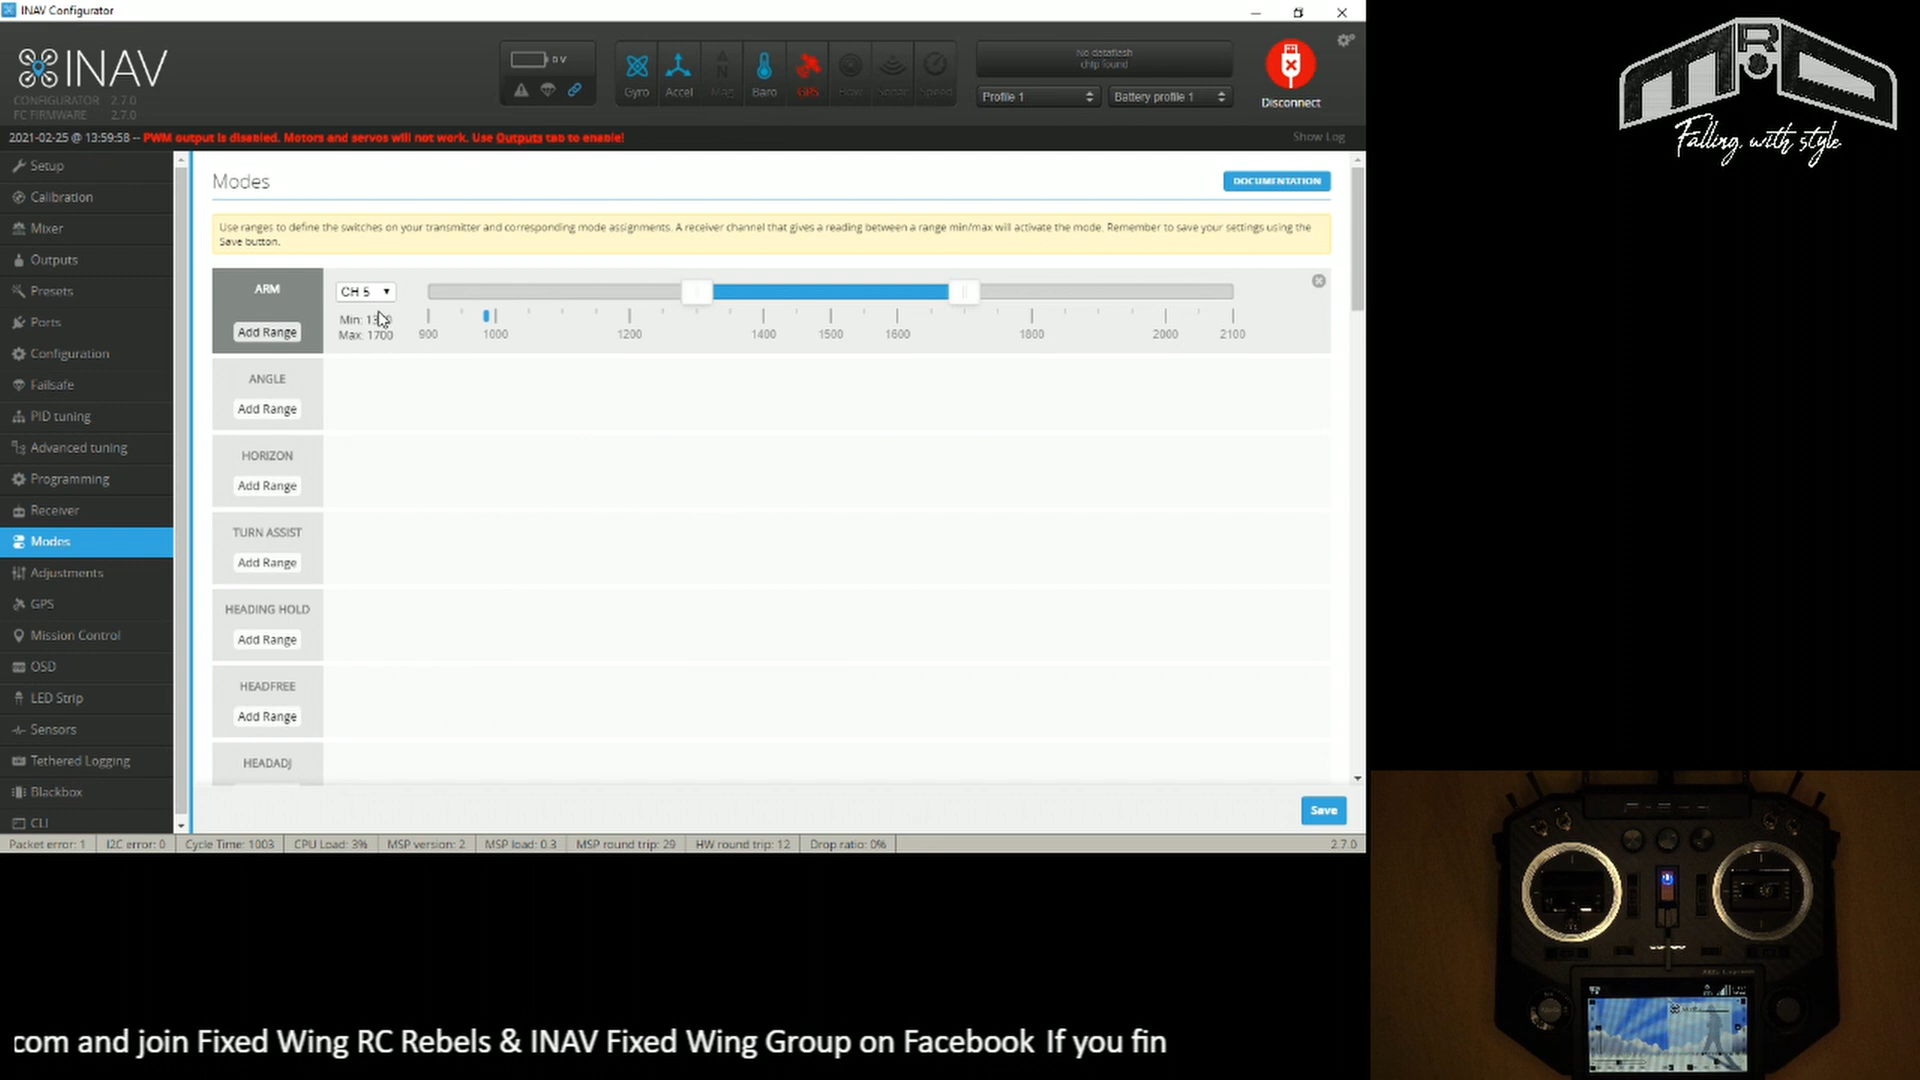 INAV Configurator
INAV
CONFIGURATOR 2.7.0
FC FIRMWARE 2.7.0
0 V
Gyro
Accel
Mag
Baro
GPS
Flow
Sonar
Speed
No dataflash
chip found
Profile 1
Battery profile 1
Disconnect
2021-02-25 @ 13:59:58 -- PWM output is disabled. Motors and servos will not work. Use Outputs tab to enable!
Show Log
Setup
Calibration
Mixer
Outputs
Presets
Ports
Configuration
Failsafe
PID tuning
Advanced tuning
Programming
Receiver
Modes
Adjustments
GPS
Mission Control
OSD
LED Strip
Sensors
Tethered Logging
Blackbox
CLI
Modes
DOCUMENTATION
Use ranges to define the switches on your transmitter and corresponding mode assignments. A receiver channel that gives a reading between a range min/max will activate the mode. Remember to save your settings using the
Save button.
ARM
Add Range
CH 5
Min:
Max: 1700
900 1000 1200 1400 1500 1600 1800 2000 2100
ANGLE
Add Range
HORIZON
Add Range
TURN ASSIST
Add Range
HEADING HOLD
Add Range
HEADFREE
Add Range
HEADADJ
Save
Packet error: 1
I2C error: 0
Cycle Time: 1003
CPU Load: 3%
MSP version: 2
MSP load: 0.3
MSP round trip: 29
HW round trip: 12
Drop ratio: 0%
2.7.0
MRD
Falling with style
com and join Fixed Wing RC Rebels & INAV Fixed Wing Group on Facebook If you fin